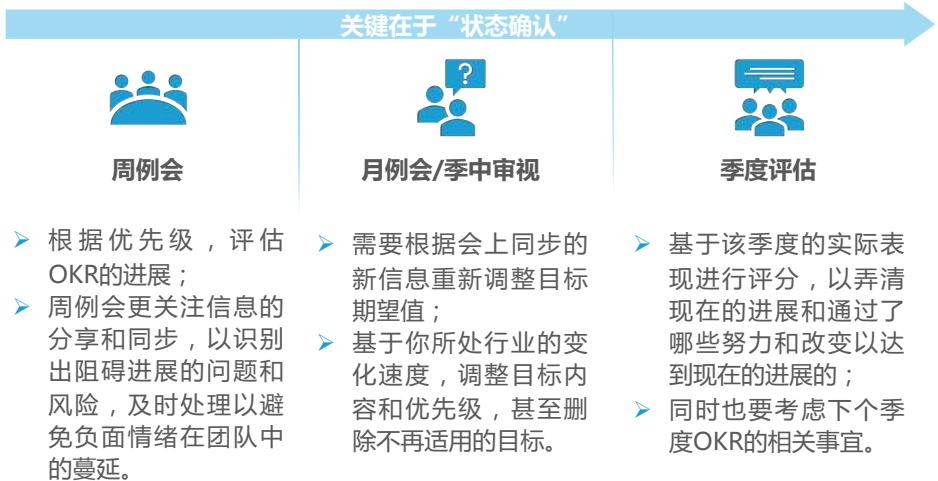 关键在于“状态确认”
?
周例会
根据优先级，评估
OKR的进展；
周例会更关注信息的
分享和同步，以识别
出阻碍进展的问题和
风险，及时处理以避
免负面情绪在团队中
的蔓延。
月例会/季中审视
需要根据会上同步的
新信息重新调整目标
期望值；
基于你所处行业的变
化速度，调整目标内
容和优先级，甚至删
除不再适用的目标。
季度评估
基于该季度的实际表
现进行评分，以弄清
现在的进展和通过了
哪些努力和改变以达
到现在的进展的；
同时也要考虑下个季
度OKR的相关事宜。